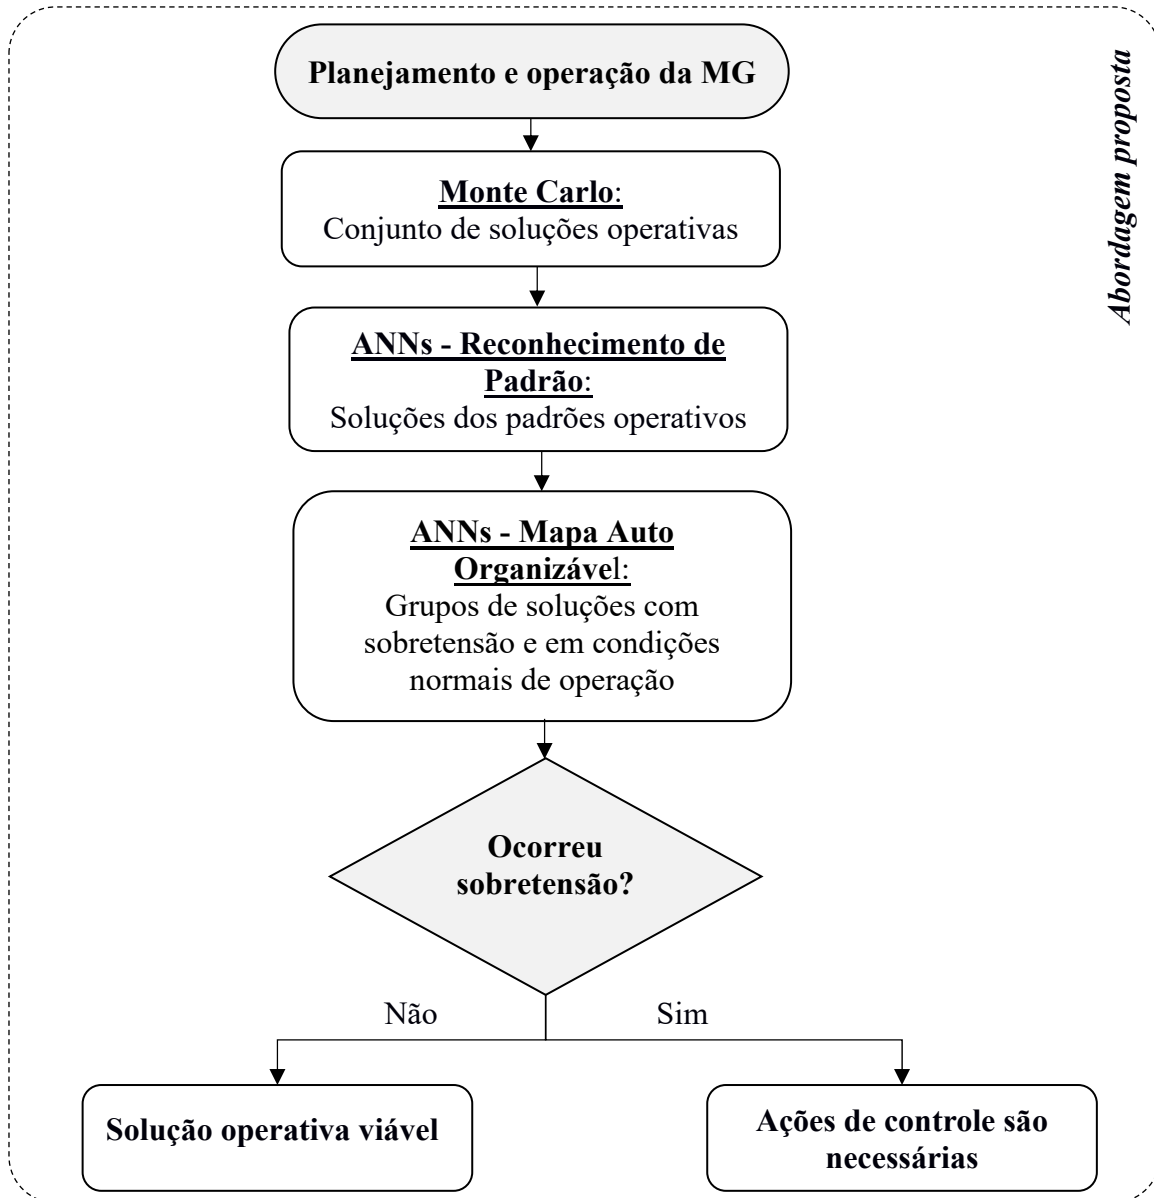 Planejamento e operação da MG
Abordagem proposta
Monte Carlo:
Conjunto de soluções operativas
ANNs - Reconhecimento de
Padrão:
Soluções dos padrões operativos
ANNs - Mapa Auto
Organizável:
Grupos de soluções com
sobretensão e em condições
normais de operação
Ocorreu
sobretensão?
Não
Sim
Solução operativa viável
Ações de controle são
necessárias